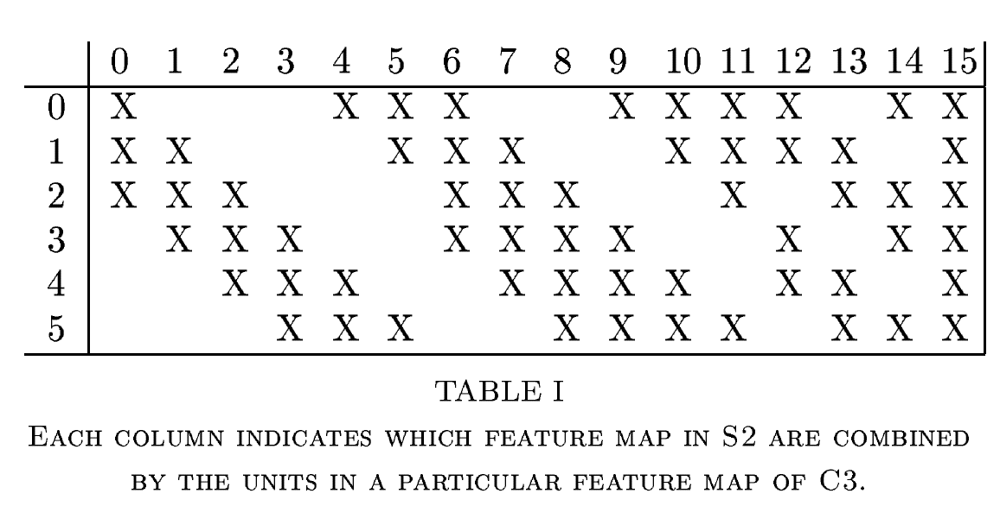 0 1 2 3 4 5 6 7 8 9 10 11 12 13 14 15
0 X X X X X X X X X X
1 X X X X X X X X X X
2 X X X X X X X X X X
3 X X X X X X X X X X
4 X X X X X X X X X X
5 X X X X X X X X X X
TABLE I
EACH COLUMN INDICATES WHICH FEATURE MAP IN S2 ARE COMBINED
BY THE UNITS IN A PARTICULAR FEATURE MAP OF C3.